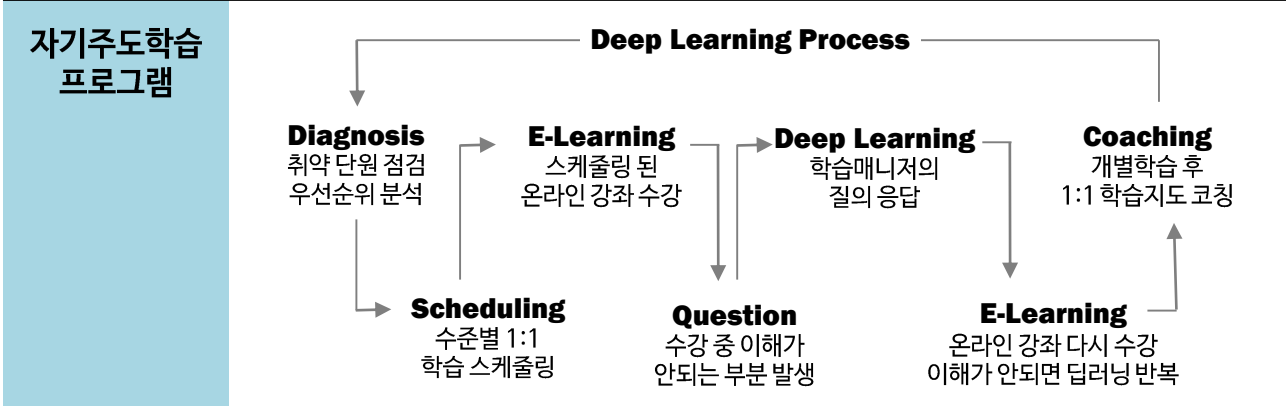 자기주도학습
프로그램
Deep Learning Process
Diagnosis
취약 단원 점검
우선순위 분석
Scheduling
수준별 1:1
학습 스케줄링
E-Learning
스케줄링 된
온라인 강좌 수강
Question
수강 중 이해가
안되는 부분 발생
Deep Learning
학습매니저의
질의 응답
E-Learning
온라인 강좌 다시 수강
이해가 안되면 딥러닝 반복
Coaching
개별학습 후
1:1 학습지도 코칭